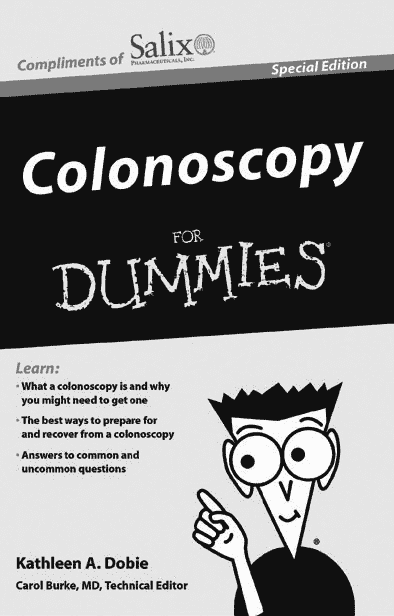 Compliments of Salix®
PHARMACEUTICALS, INC.
Special Edition
Colonoscopy
FOR
DUMMIES®
Learn:
• What a colonoscopy is and why
you might need to get one
• The best ways to prepare for
and recover from a colonoscopy
• Answers to common and
uncommon questions
®
Kathleen A. Dobie
Carol Burke, MD, Technical Editor